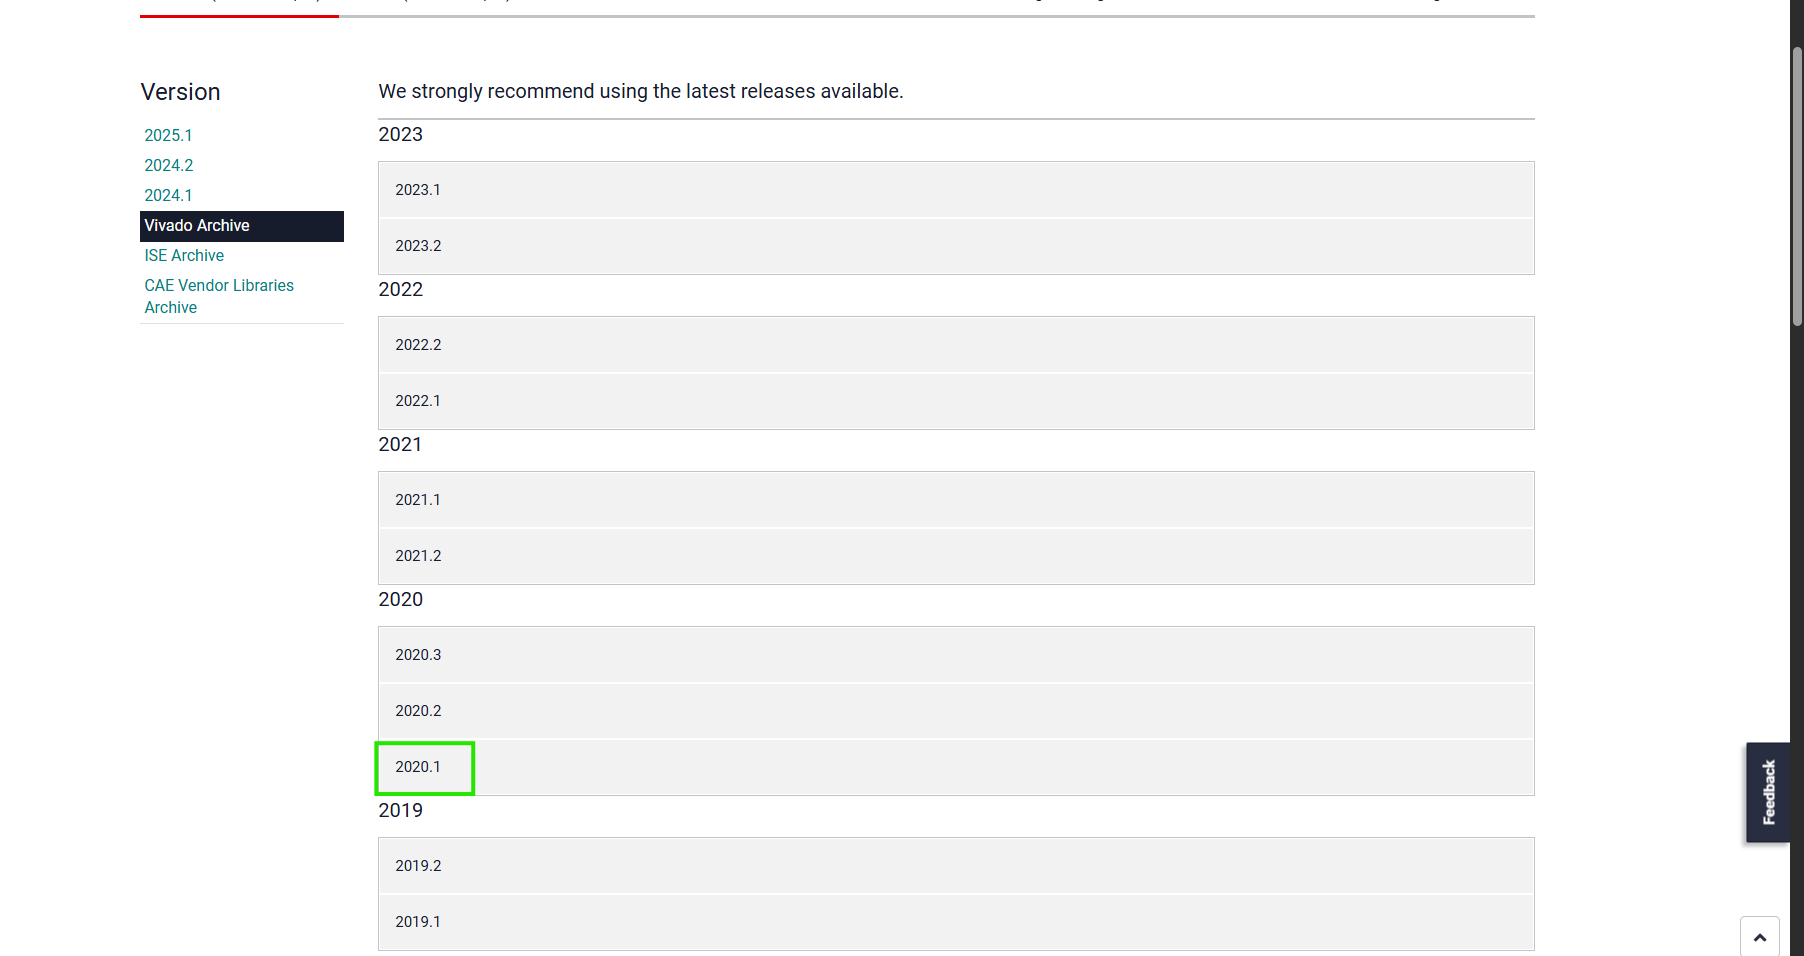 Version
2025.1
2024.2
2024.1
Vivado Archive
ISE Archive
CAE Vendor Libraries
Archive
We strongly recommend using the latest releases available.
2023
2023.1
2023.2
2022
2022.2
2022.1
2021
2021.1
2021.2
2020
2020.3
2020.2
2020.1
2019
2019.2
2019.1
Feedback